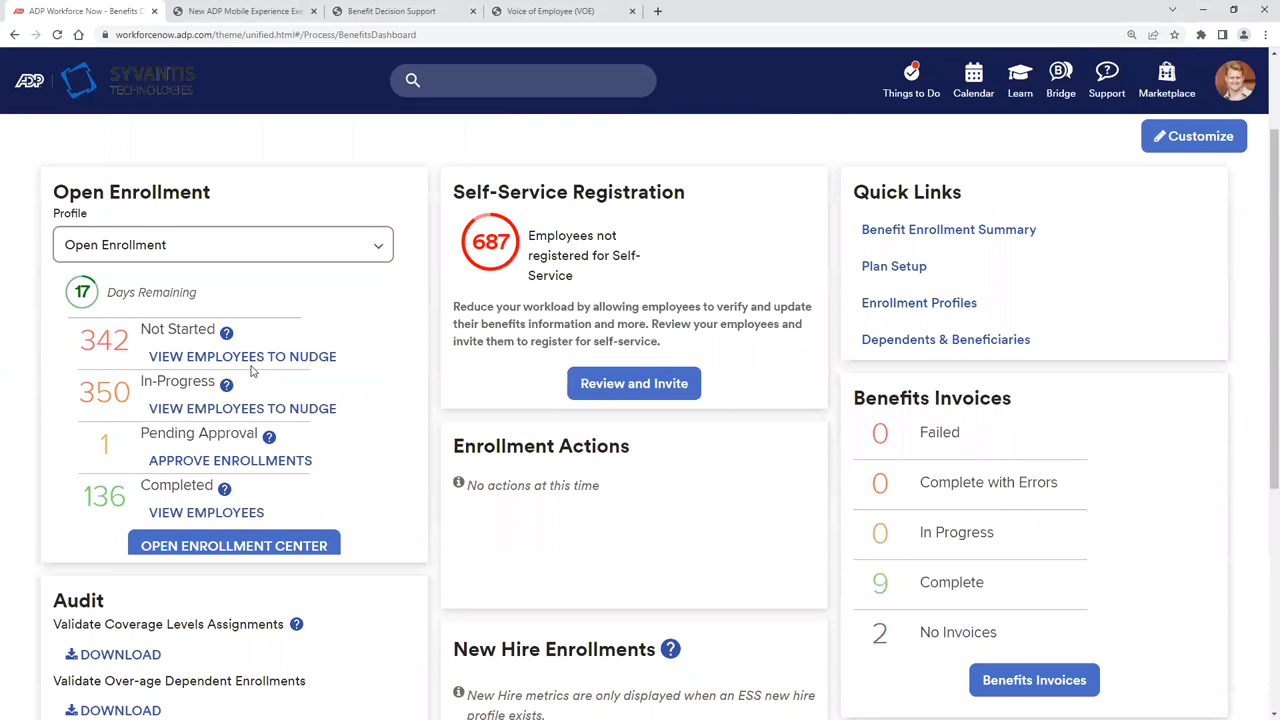 ADP Workforce Now - Benefits D
New ADP Mobile Experience Exe
Benefit Decision Support
Voice of Employee (VOE)
workforcenow.adp.com/theme/unified.html#/Process/BenefitsDashboard
ADP
SYVANTIS
TECHNOLOGIES
Things to Do
Calendar
Learn
Bridge
Support
Marketplace
Customize
Open Enrollment
Profile
Open Enrollment
17 Days Remaining
342 Not Started ?
VIEW EMPLOYEES TO NUDGE
350 In-Progress ?
VIEW EMPLOYEES TO NUDGE
1 Pending Approval ?
APPROVE ENROLLMENTS
136 Completed ?
VIEW EMPLOYEES
OPEN ENROLLMENT CENTER
Audit
Validate Coverage Levels Assignments ?
DOWNLOAD
Validate Over-age Dependent Enrollments
DOWNLOAD
Self-Service Registration
687
Employees not
registered for Self-
Service
Reduce your workload by allowing employees to verify and update
their benefits information and more. Review your employees and
invite them to register for self-service.
Review and Invite
Enrollment Actions
No actions at this time
New Hire Enrollments ?
New Hire metrics are only displayed when an ESS new hire
profile exists.
Quick Links
Benefit Enrollment Summary
Plan Setup
Enrollment Profiles
Dependents & Beneficiaries
Benefits Invoices
0 Failed
0 Complete with Errors
0 In Progress
9 Complete
2 No Invoices
Benefits Invoices